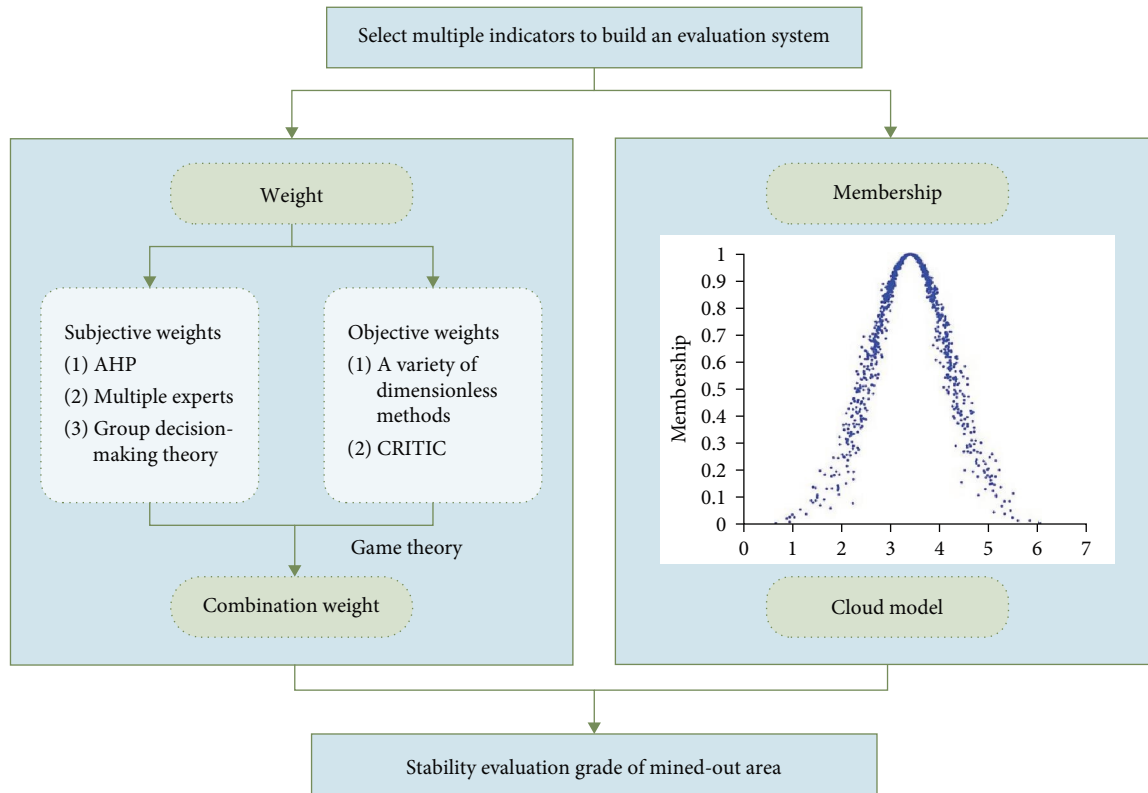 Select multiple indicators to build an evaluation system
Weight
Subjective weights
(1) AHP
(2) Multiple experts
(3) Group decision-
making theory
Objective weights
(1) A variety of
dimensionless
methods
(2) CRITIC
Game theory
Combination weight
Membership
Membership
1
0.9
0.8
0.7
0.6
0.5
0.4
0.3
0.2
0.1
0
0 1 2 3 4 5 6 7
Cloud model
Stability evaluation grade of mined-out area